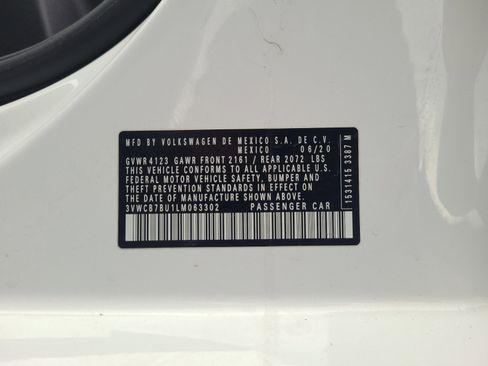 MFD BY VOLKSWAGEN DE MEXICO S.A. DE C.V.
MEXICO 06/20
GVWR 4123 GAWR FRONT 2161 / REAR 2072 LBS
THIS VEHICLE CONFORMS TO ALL APPLICABLE U.S.
FEDERAL MOTOR VEHICLE SAFETY, BUMPER AND
THEFT PREVENTION STANDARDS IN EFFECT ON
THE DATE OF MANUFACTURE SHOWN ABOVE.
3VWCB7BU1LM063302 PASSENGER CAR
1531415 3387 M